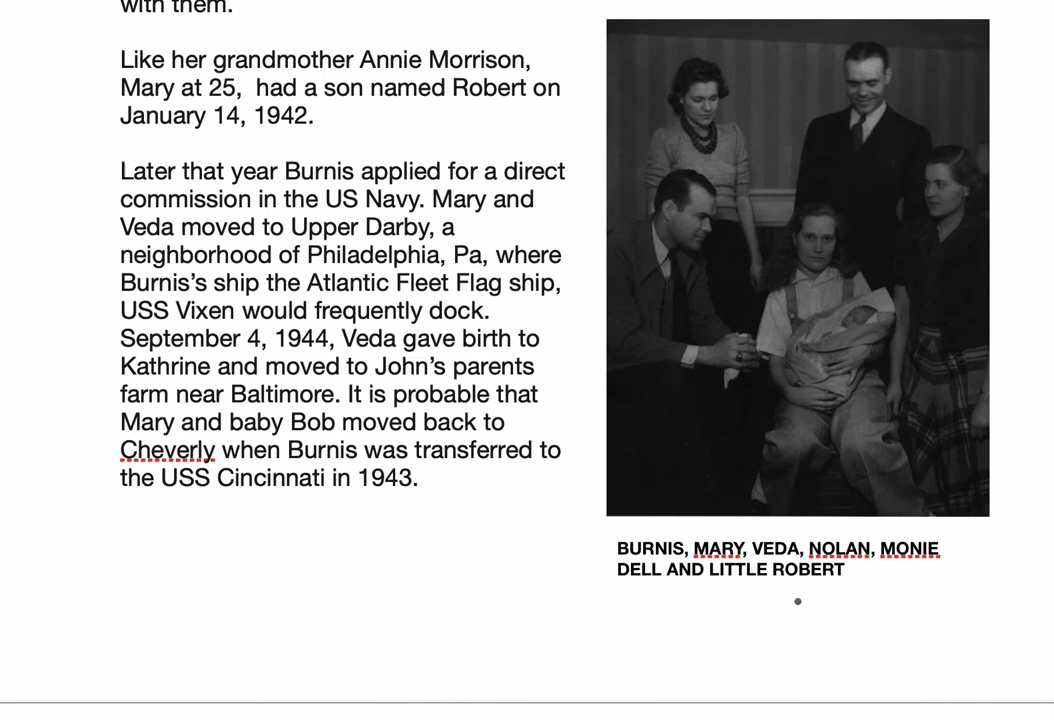 with them.
Like her grandmother Annie Morrison,
Mary at 25,  had a son named Robert on
January 14, 1942.
Later that year Burnis applied for a direct
commission in the US Navy. Mary and
Veda moved to Upper Darby, a
neighborhood of Philadelphia, Pa, where
Burnis’s ship the Atlantic Fleet Flag ship,
USS Vixen would frequently dock.
September 4, 1944, Veda gave birth to
Kathrine and moved to John’s parents
farm near Baltimore. It is probable that
Mary and baby Bob moved back to
Cheverly when Burnis was transferred to
the USS Cincinnati in 1943.
BURNIS, MARY, VEDA, NOLAN, MONIE
DELL AND LITTLE ROBERT